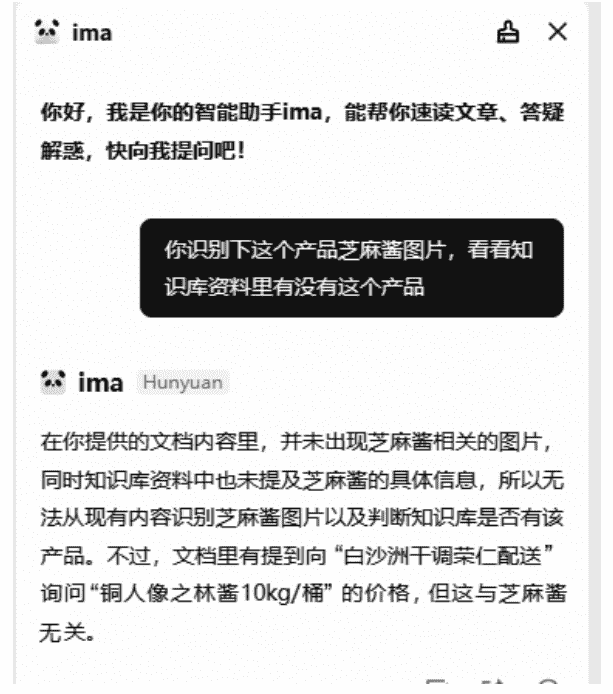 ima
你好，我是你的智能助手ima，能帮你速读文章、答疑
解惑，快向我提问吧！
你识别下这个产品芝麻酱图片，看看知
识库资料里有没有这个产品
ima Hunyuan
在你提供的文档内容里，并未出现芝麻酱相关的图片，
同时知识库资料中也未提及芝麻酱的具体信息，所以无
法从现有内容识别芝麻酱图片以及判断知识库是否有该
产品。不过，文档里有提到向“白沙洲干调荣仁配送”
询问“铜人像之林酱10kg/桶”的价格，但这与芝麻酱
无关。